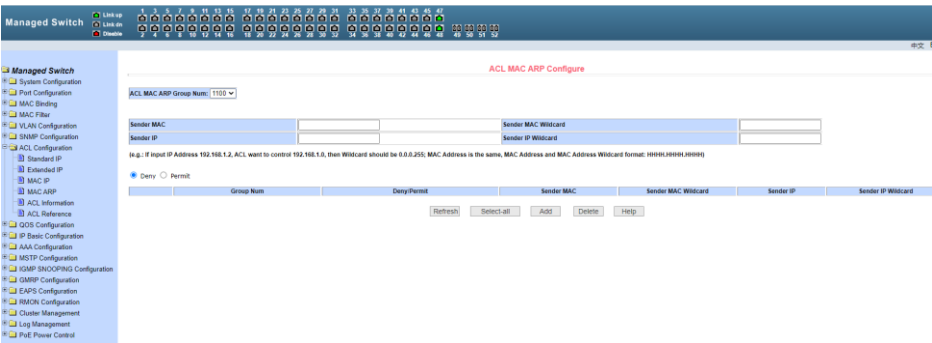 Managed Switch
Link up
Link dn
Disable
1 3 5 7 9 11 13 15 17 19 21 23 25 27 29 31 33 35 37 39 41 43 45 47
2 4 6 8 10 12 14 16 18 20 22 24 26 28 30 32 34 36 38 40 42 44 46 48 49 50 51 52
中文
Managed Switch
System Configuration
Port Configuration
MAC Binding
MAC Filter
VLAN Configuration
SNMP Configuration
ACL Configuration
Standard IP
Extended IP
MAC IP
MAC ARP
ACL Information
ACL Reference
QOS Configuration
IP Basic Configuration
AAA Configuration
MSTP Configuration
IGMP SNOOPING Configuration
GMRP Configuration
EAPS Configuration
RMON Configuration
Cluster Management
Log Management
PoE Power Control
ACL MAC ARP Configure
ACL MAC ARP Group Num: 1100
Sender MAC Sender MAC Wildcard
Sender IP Sender IP Wildcard
(e.g.: If input IP Address 192.168.1.2, ACL want to control 192.168.1.0, then Wildcard should be 0.0.0.255; MAC Address is the same, MAC Address and MAC Address Wildcard format: HHHH.HHHH.HHHH)
Deny Permit
Group Num Deny/Permit Sender MAC Sender MAC Wildcard Sender IP Sender IP Wildcard
Refresh Select-all Add Delete Help